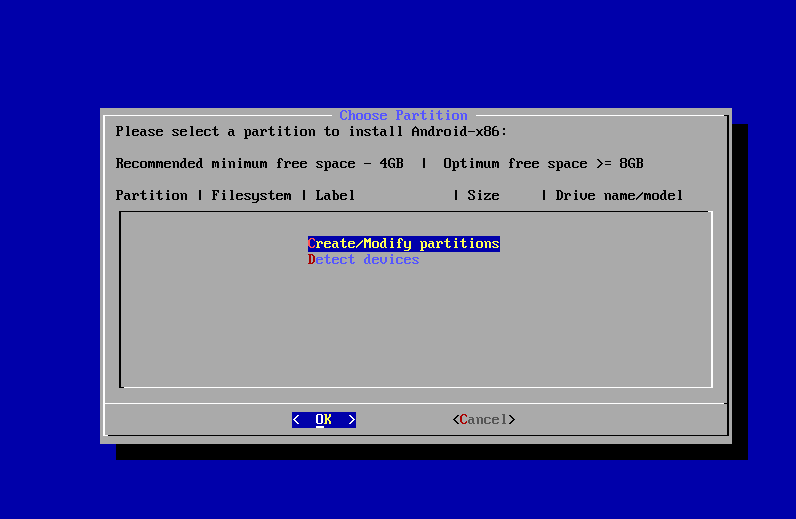 Choose Partition
Please select a partition to install Android-x86:
Recommended minimum free space - 4GB | Optimum free space >= 8GB
Partition | Filesystem | Label | Size | Drive name/model
Create/Modify partitions
Detect devices
< OK > <Cancel>